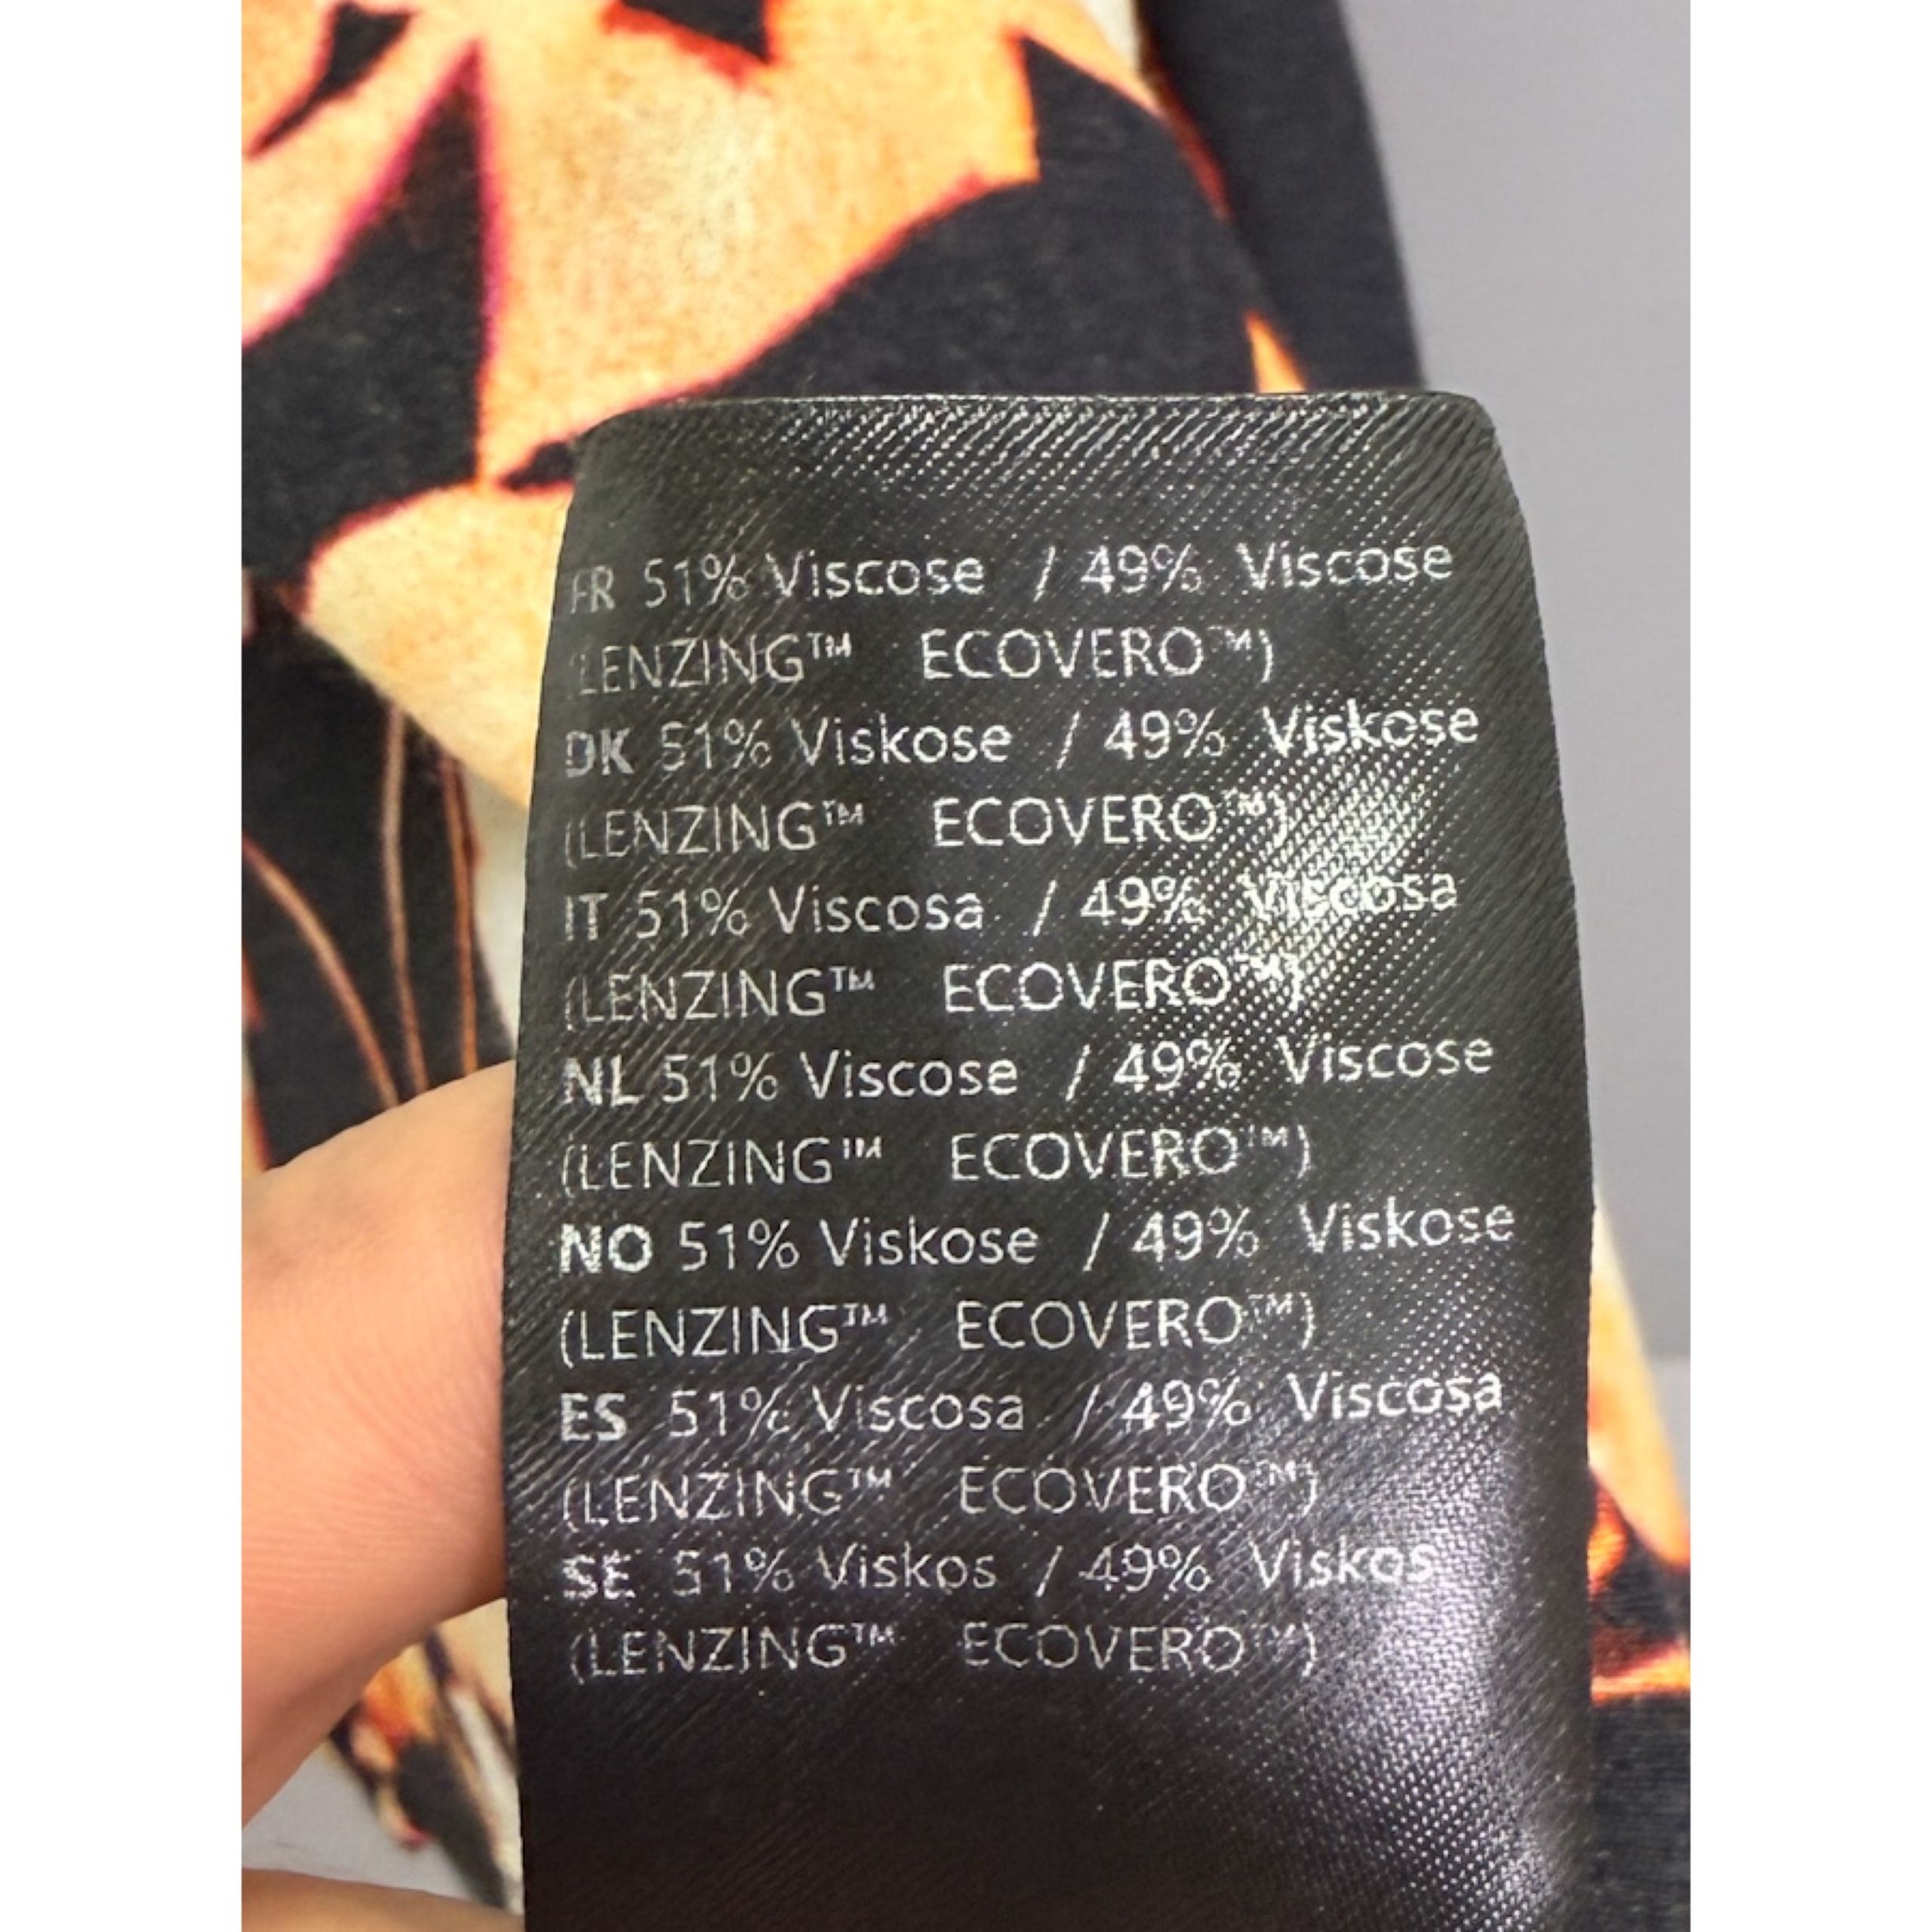 FR 51% Viscose / 49% Viscose
(LENZING™ ECOVERO™)
DK 51% Viskose / 49% Viskose
(LENZING™ ECOVERO™)
IT 51% Viscosa / 49% Viscosa
(LENZING™ ECOVERO™)
NL 51% Viscose / 49% Viscose
(LENZING™ ECOVERO™)
NO 51% Viskose / 49% Viskose
(LENZING™ ECOVERO™)
ES 51% Viscosa / 49% Viscosa
(LENZING™ ECOVERO™)
SE 51% Viskos / 49% Viskos
(LENZING™ ECOVERO™)